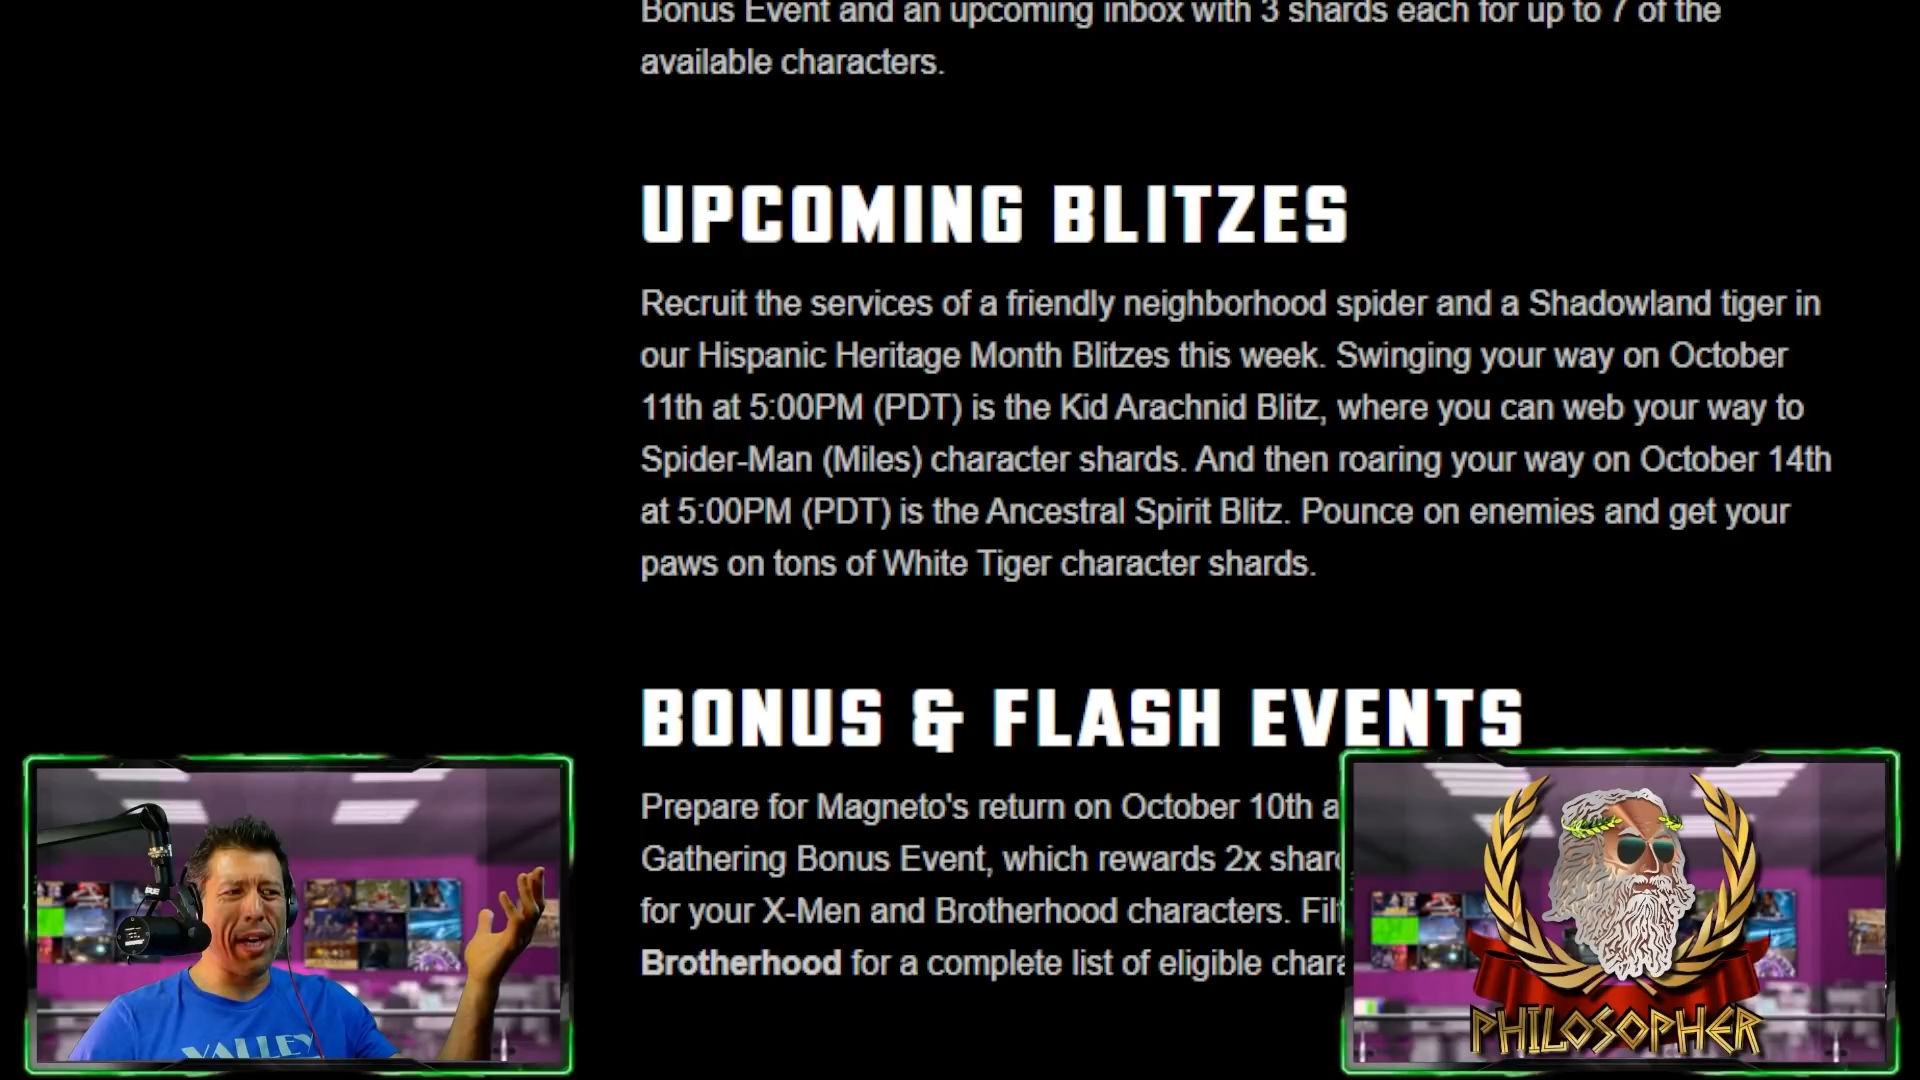 Bonus Event and an upcoming inbox with 3 shards each for up to 7 of the
available characters.
UPCOMING BLITZES
Recruit the services of a friendly neighborhood spider and a Shadowland tiger in
our Hispanic Heritage Month Blitzes this week. Swinging your way on October
11th at 5:00PM (PDT) is the Kid Arachnid Blitz, where you can web your way to
Spider-Man (Miles) character shards. And then roaring your way on October 14th
at 5:00PM (PDT) is the Ancestral Spirit Blitz. Pounce on enemies and get your
paws on tons of White Tiger character shards.
BONUS & FLASH EVENTS
Prepare for Magneto's return on October 10th
Gathering Bonus Event, which rewards 2x
for your X-Men and Brotherhood characters.
Brotherhood for a complete list of eligible
VALLEY
PHILOSOPHER